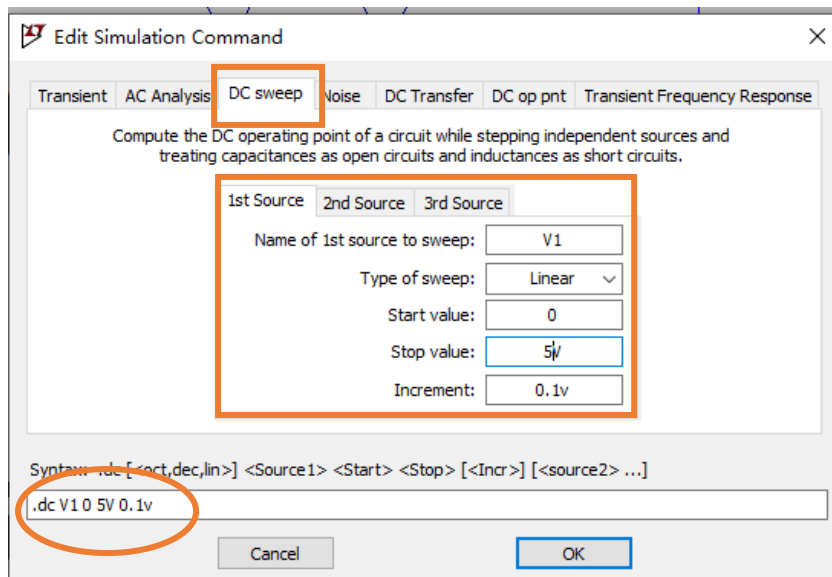 Edit Simulation Command
Transient AC Analysis DC sweep Noise DC Transfer DC op pnt Transient Frequency Response
Compute the DC operating point of a circuit while stepping independent sources and
treating capacitances as open circuits and inductances as short circuits.
1st Source 2nd Source 3rd Source
Name of 1st source to sweep: V1
Type of sweep: Linear
Start value: 0
Stop value: 5V
Increment: 0.1v
Syntax: .dc [<oct,dec,lin>] <Source1> <Start> <Stop> [<Incr>] [<source2> ...]
.dc V1 0 5V 0.1v
Cancel OK